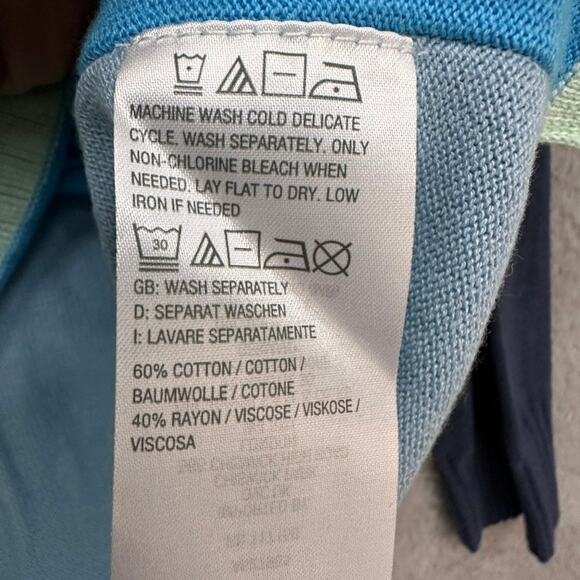 MACHINE WASH COLD DELICATE
CYCLE. WASH SEPARATELY. ONLY
NON-CHLORINE BLEACH WHEN
NEEDED. LAY FLAT TO DRY. LOW
IRON IF NEEDED
30
GB: WASH SEPARATELY
D: SEPARAT WASCHEN
I: LAVARE SEPARATAMENTE
60% COTTON / COTTON /
BAUMWOLLE / COTONE
40% RAYON / VISCOSE / VISKOSE /
VISCOSA